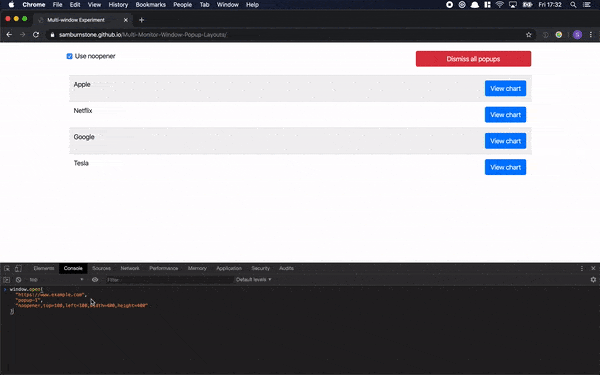 Chrome File Edit View History Bookmarks People Tab Window Help Fri 17:32
Multi-window Experiment
samburnstone.github.io/Multi-Monitor-Window-Popup-Layouts/
Use noopener
Dismiss all popups
Apple View chart
Netflix View chart
Google View chart
Tesla View chart
Elements Console Sources Network Performance Memory Application Security Audits
top Filter Default levels
window.open(
"https://www.example.com",
"popup-1",
"noopener,top=100,left=100,width=400,height=400"
)